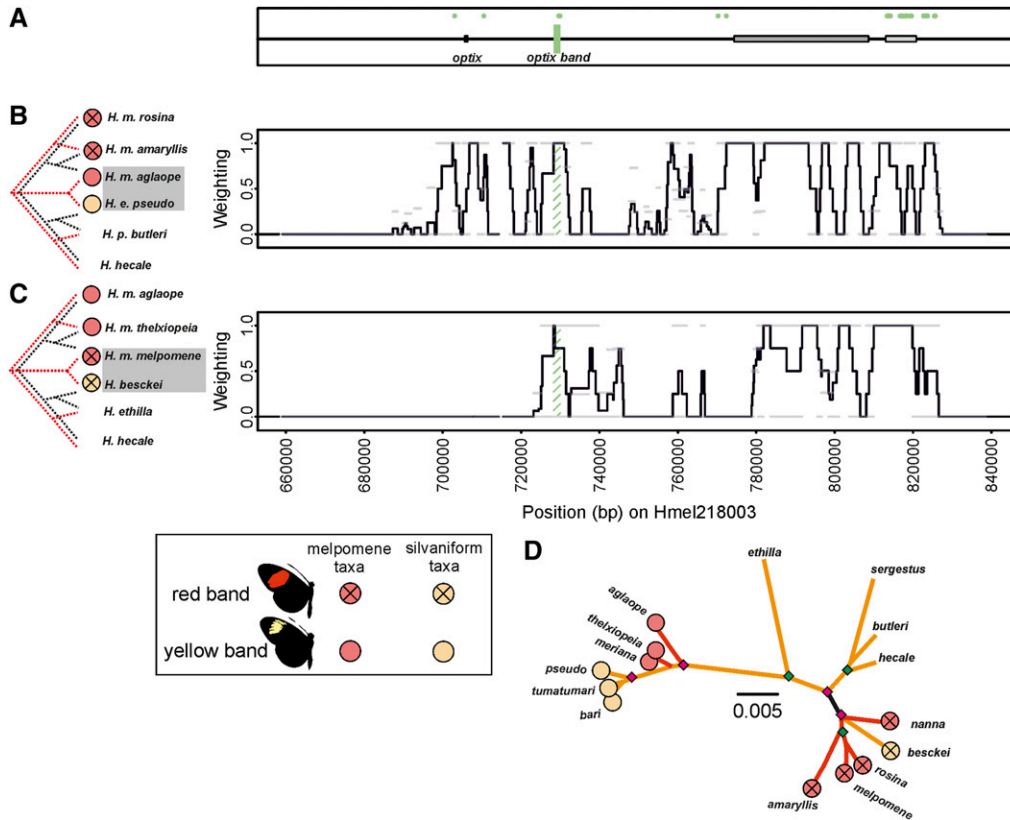 A
optix
optix band
B
H. m. rosina
H. m. amaryllis
H. m. aglaope
H. e. pseudo
H. p. butleri
H. hecale
Weighting
1.0
0.5
0.0
C
H. m. aglaope
H. m. thelxiopeia
H. m. melpomene
H. besckei
H. ethilla
H. hecale
Weighting
1.0
0.5
0.0
660000
680000
700000
720000
740000
760000
780000
800000
820000
840000
Position (bp) on Hmel218003
melpomene taxa
silvaniform taxa
red band
yellow band
D
ethilla
sergestus
butleri
hecale
aglaope
thelxiopeia
meriana
pseudo
tumatumari
bari
0.005
nanna
besckei
rosina
melpomene
amaryllis